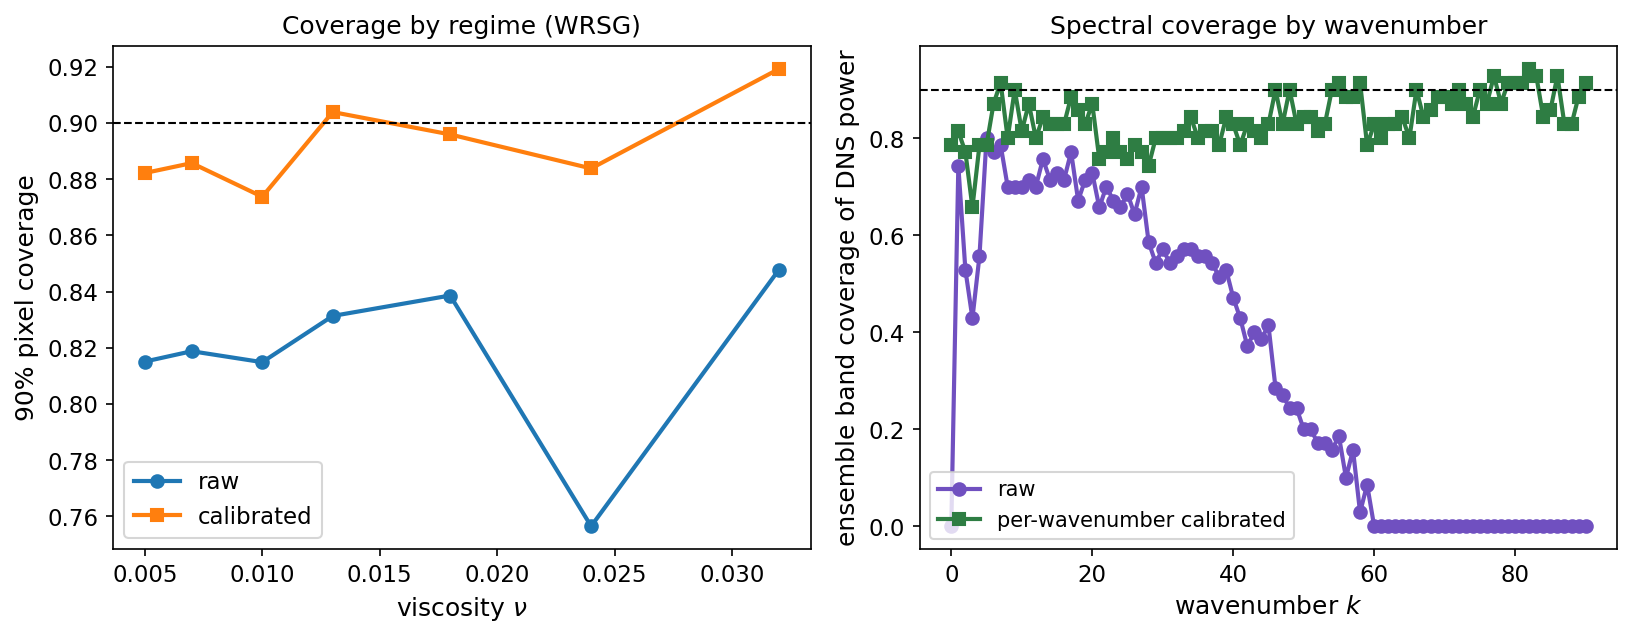 Coverage by regime (WRSG)
90% pixel coverage
0.92
0.90
0.88
0.86
0.84
0.82
0.80
0.78
0.76
raw
calibrated
0.005 0.010 0.015 0.020 0.025 0.030
viscosity ν
Spectral coverage by wavenumber
ensemble band coverage of DNS power
0.8
0.6
0.4
0.2
0.0
raw
per-wavenumber calibrated
0 20 40 60 80
wavenumber k